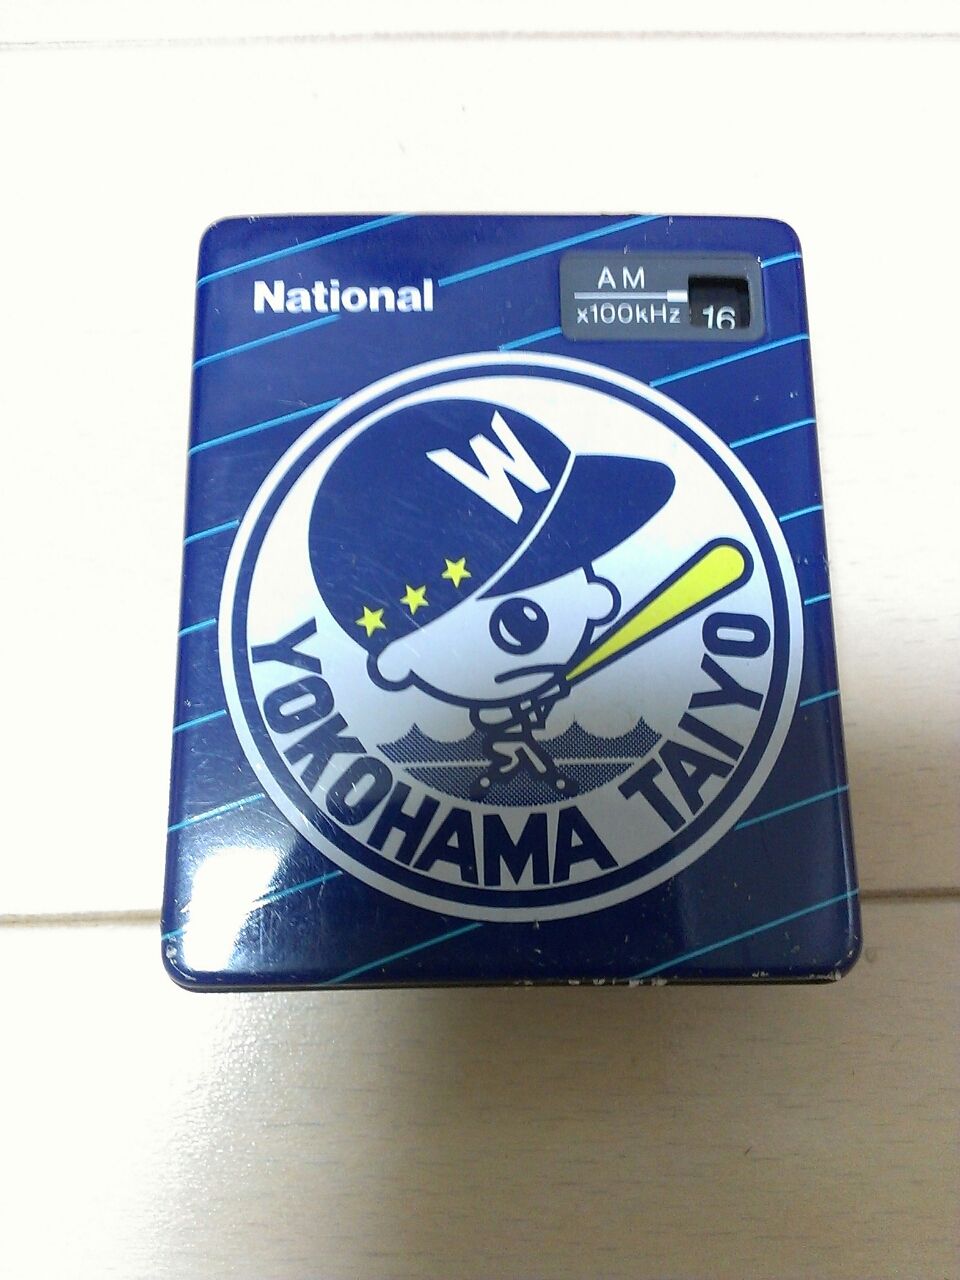 National
AM
x100kHz
16
W
YOKOHAMA TAIYO